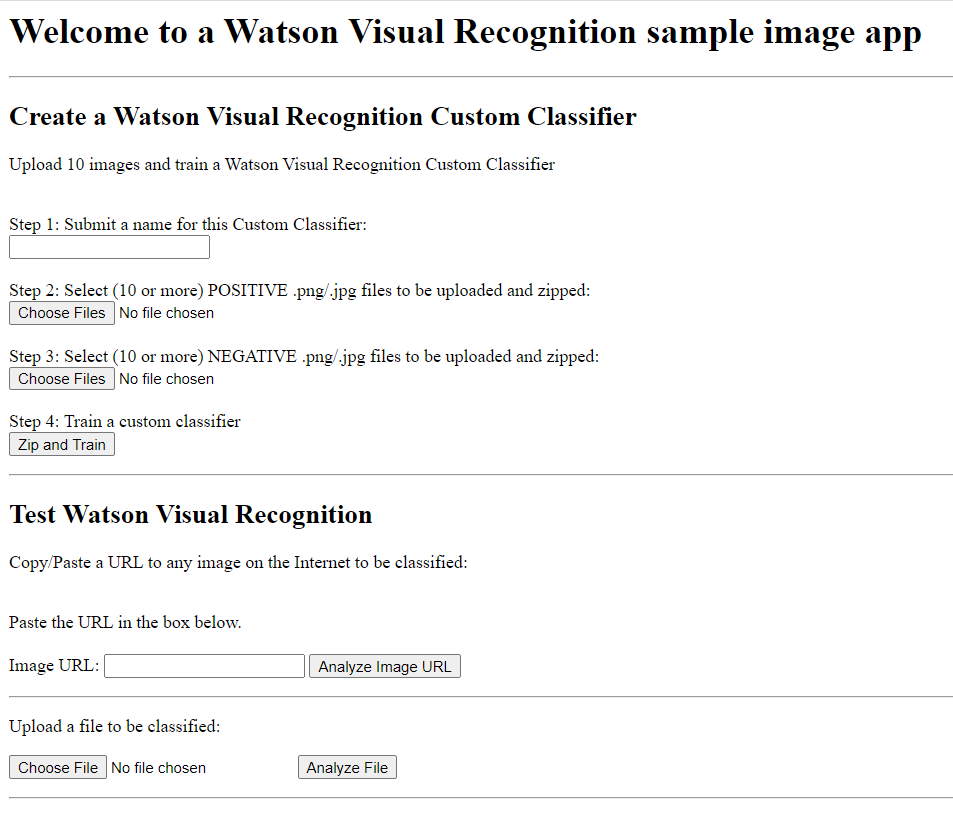 Welcome to a Watson Visual Recognition sample image app
Create a Watson Visual Recognition Custom Classifier
Upload 10 images and train a Watson Visual Recognition Custom Classifier
Step 1: Submit a name for this Custom Classifier:
Step 2: Select (10 or more) POSITIVE .png/.jpg files to be uploaded and zipped:
Choose Files No file chosen
Step 3: Select (10 or more) NEGATIVE .png/.jpg files to be uploaded and zipped:
Choose Files No file chosen
Step 4: Train a custom classifier
Zip and Train
Test Watson Visual Recognition
Copy/Paste a URL to any image on the Internet to be classified:
Paste the URL in the box below.
Image URL: Analyze Image URL
Upload a file to be classified:
Choose File No file chosen Analyze File